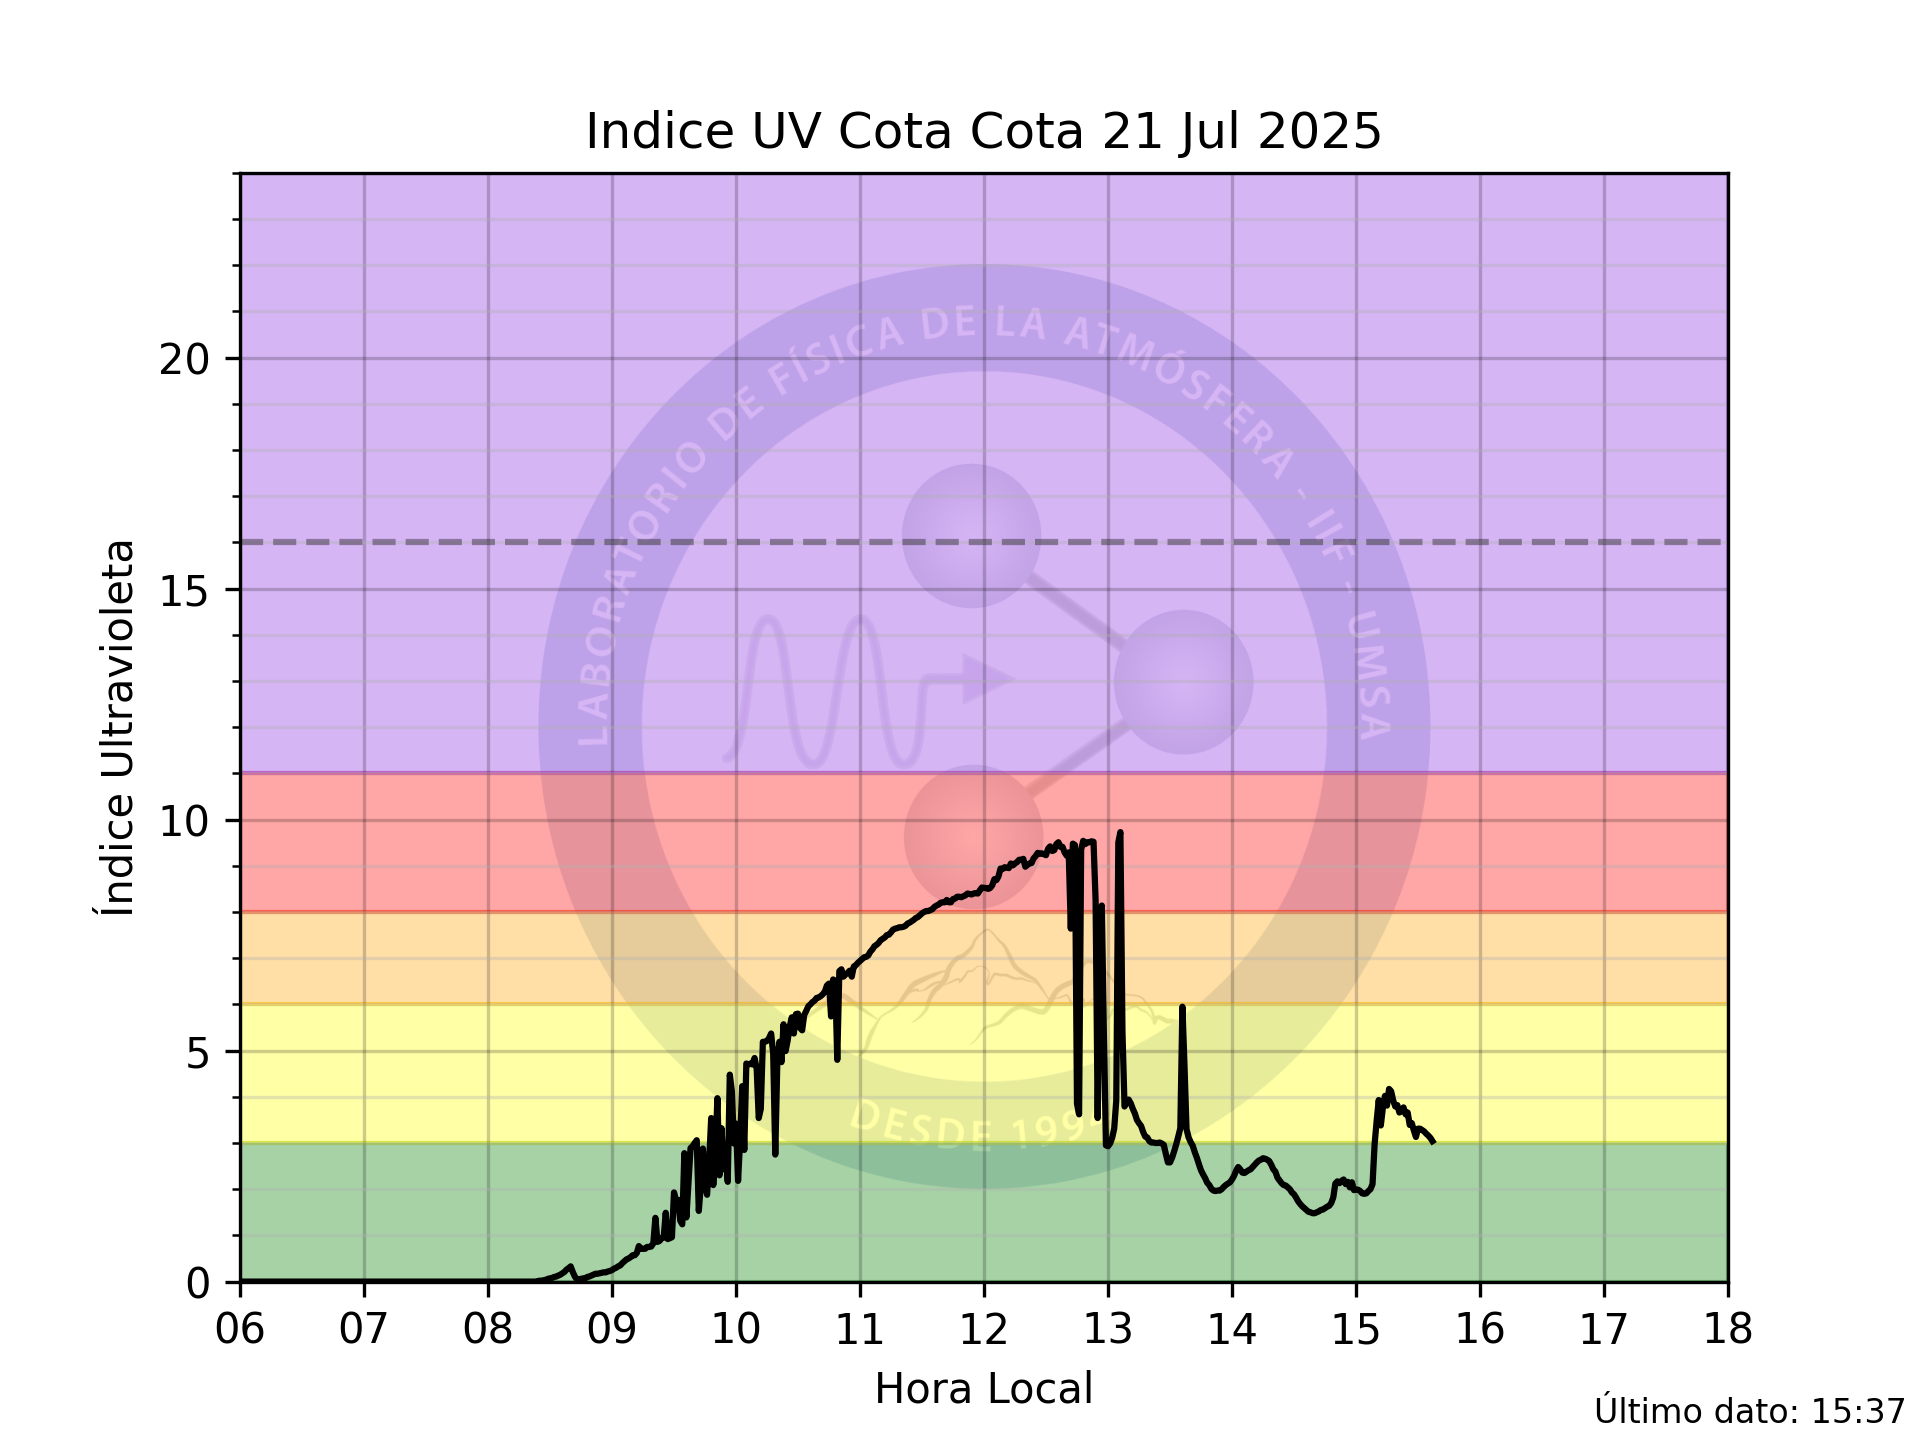 Indice UV Cota Cota 21 Jul 2025
Índice Ultravioleta
20
15
10
5
0
LABORATORIO DE FÍSICA DE LA ATMÓSFERA - IIF - UMSA
DESDE 199
06 07 08 09 10 11 12 13 14 15 16 17 18
Hora Local
Último dato: 15:37